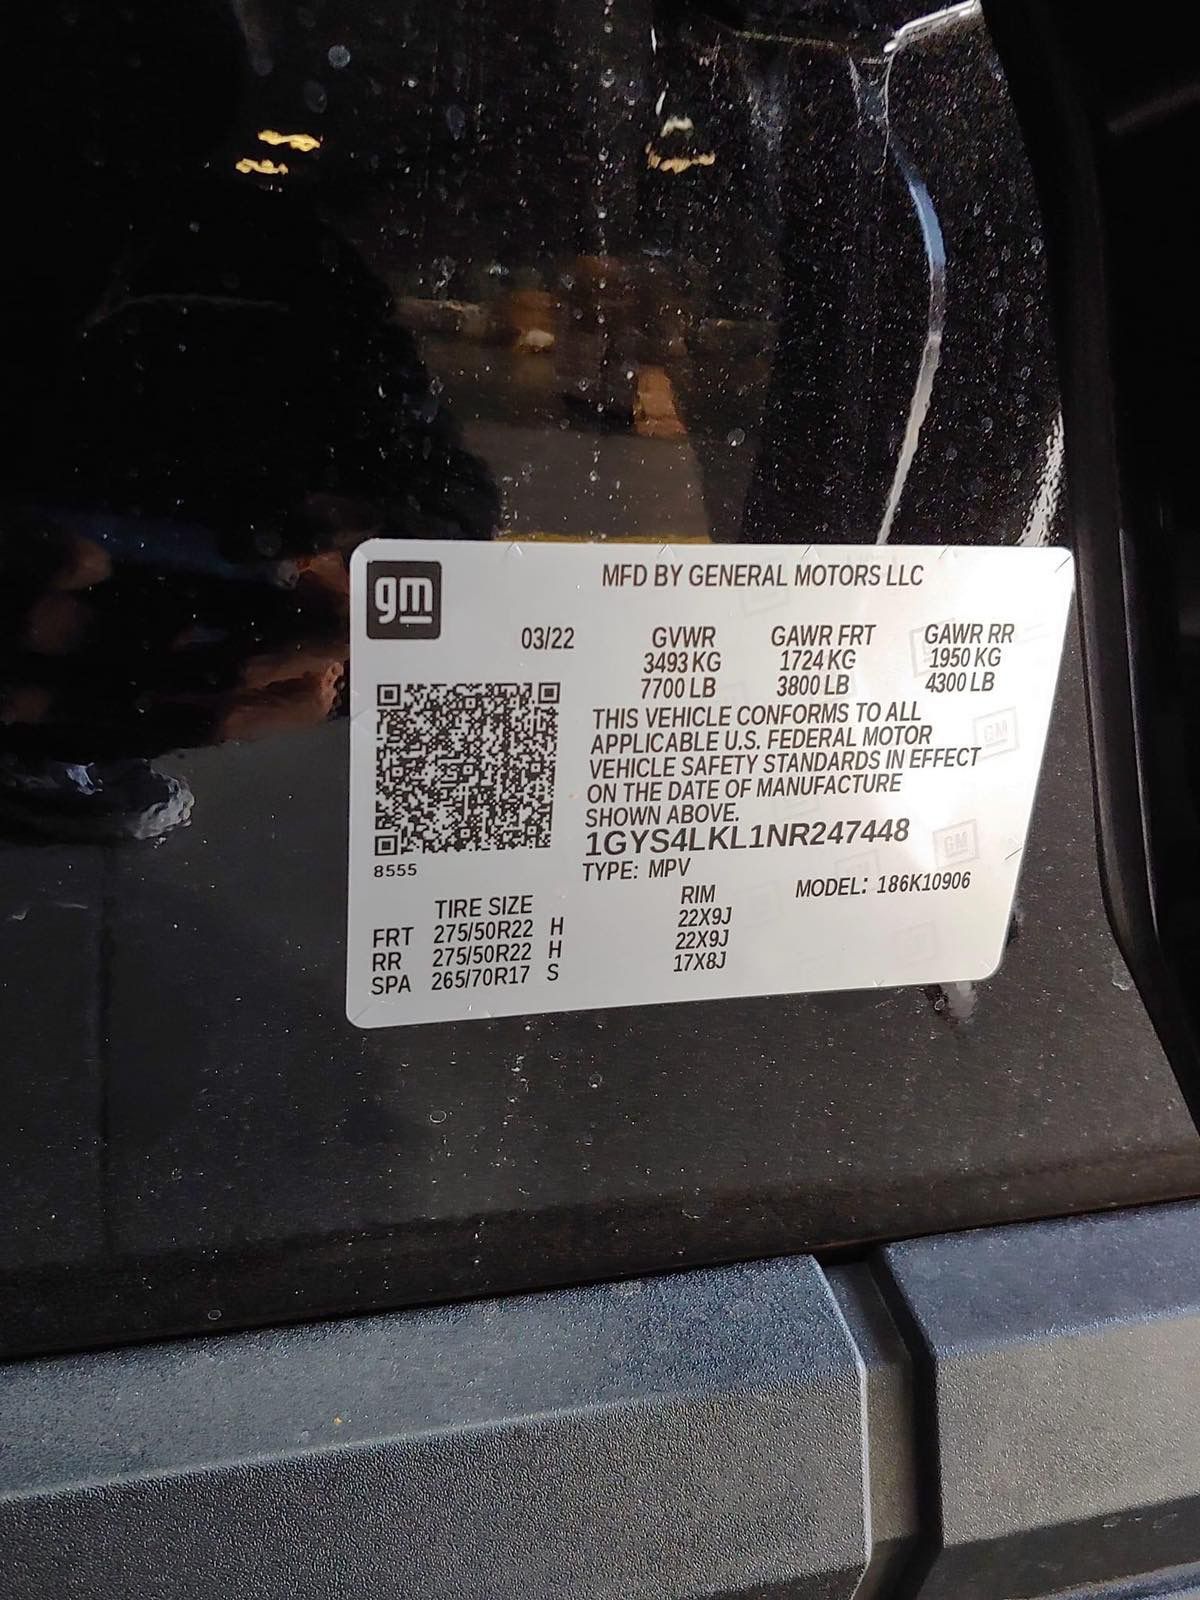 gm
MFD BY GENERAL MOTORS LLC
03/22 GVWR GAWR FRT GAWR RR
3493 KG 1724 KG 1950 KG
7700 LB 3800 LB 4300 LB
THIS VEHICLE CONFORMS TO ALL
APPLICABLE U.S. FEDERAL MOTOR
VEHICLE SAFETY STANDARDS IN EFFECT
ON THE DATE OF MANUFACTURE
SHOWN ABOVE.
1GYS4LKL1NR247448
8555
TYPE: MPV MODEL: 186K10906
TIRE SIZE RIM
FRT 275/50R22 H 22X9J
RR 275/50R22 H 22X9J
SPA 265/70R17 S 17X8J
GM
GM